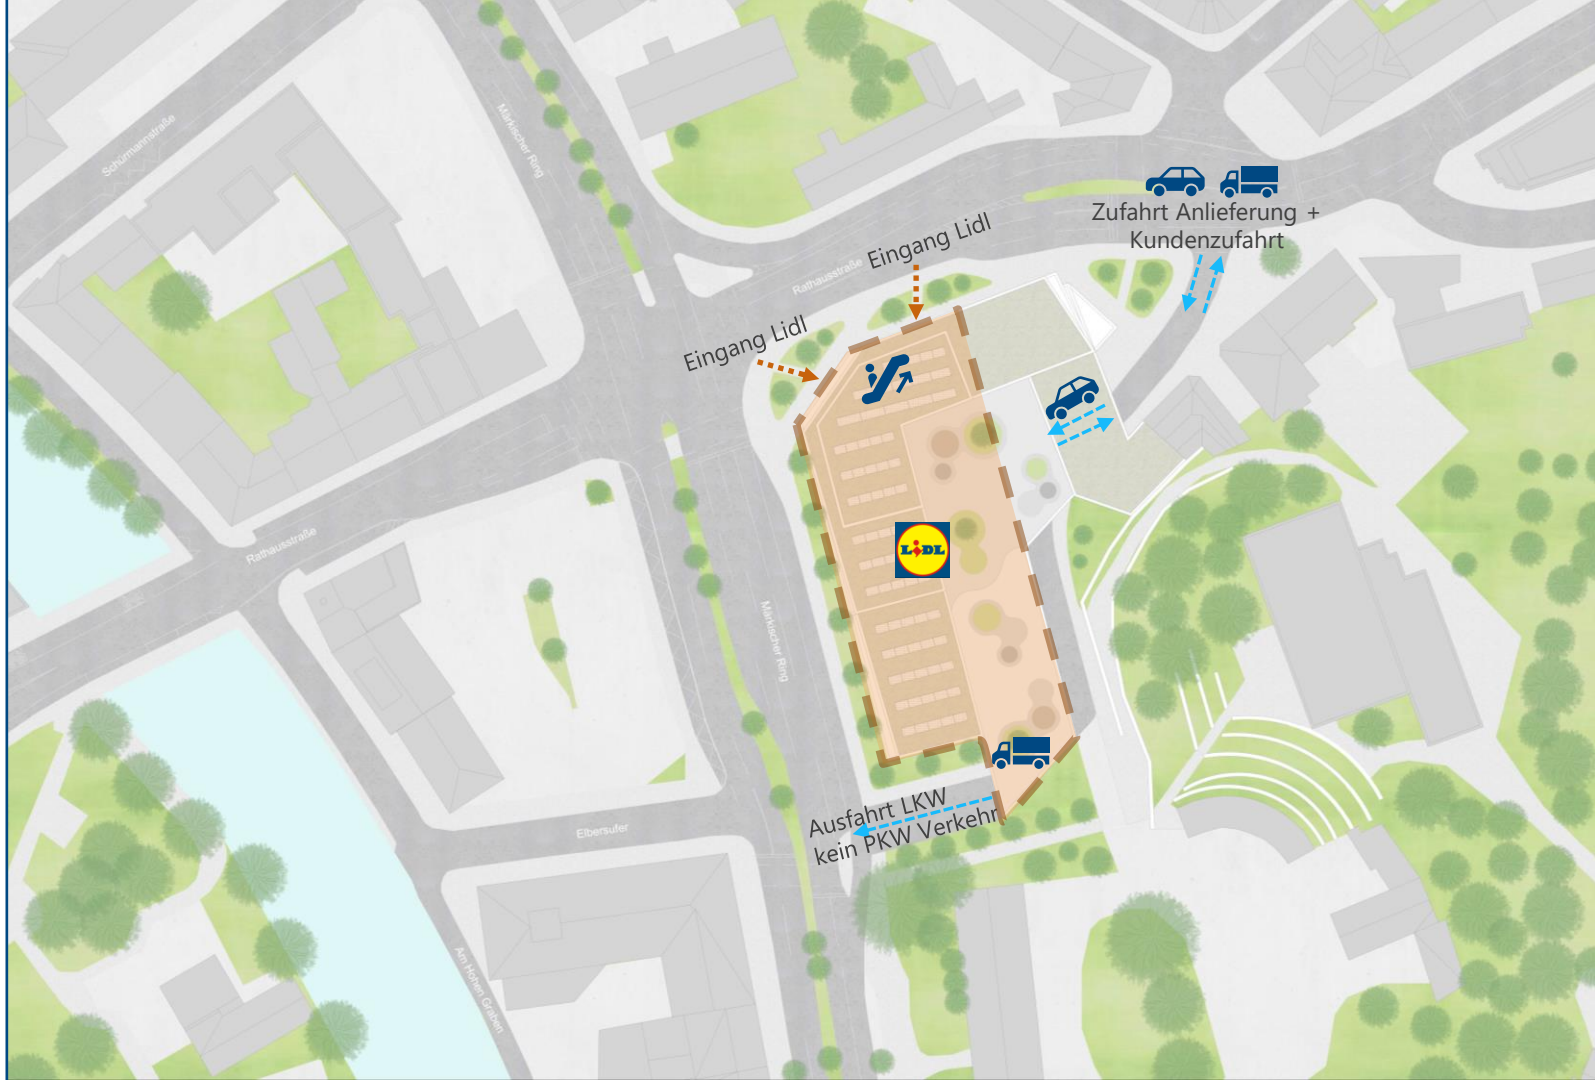 Schürmannstraße
Märkischer Ring
Zufahrt Anlieferung +
Kundenzufahrt
Eingang Lidl
Rathausstraße
Eingang Lidl
Rathausstraße
LiDL
Märkischer Ring
Ausfahrt LKW
kein PKW Verkehr
Elbersufer
Am Hohen Graben